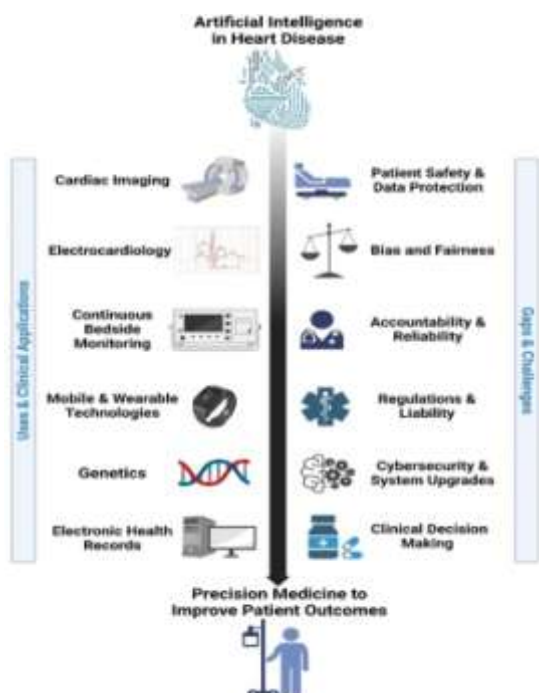 Artificial Intelligence
in Heart Disease
Uses & Clinical Applications
Cardiac Imaging
Electrocardiology
Continuous
Bedside
Monitoring
Mobile & Wearable
Technologies
Genetics
Electronic Health
Records
Patient Safety &
Data Protection
Bias and Fairness
Accountability &
Reliability
Regulations &
Liability
Cybersecurity &
System Upgrades
Clinical Decision
Making
Gaps & Challenges
Precision Medicine to
Improve Patient Outcomes